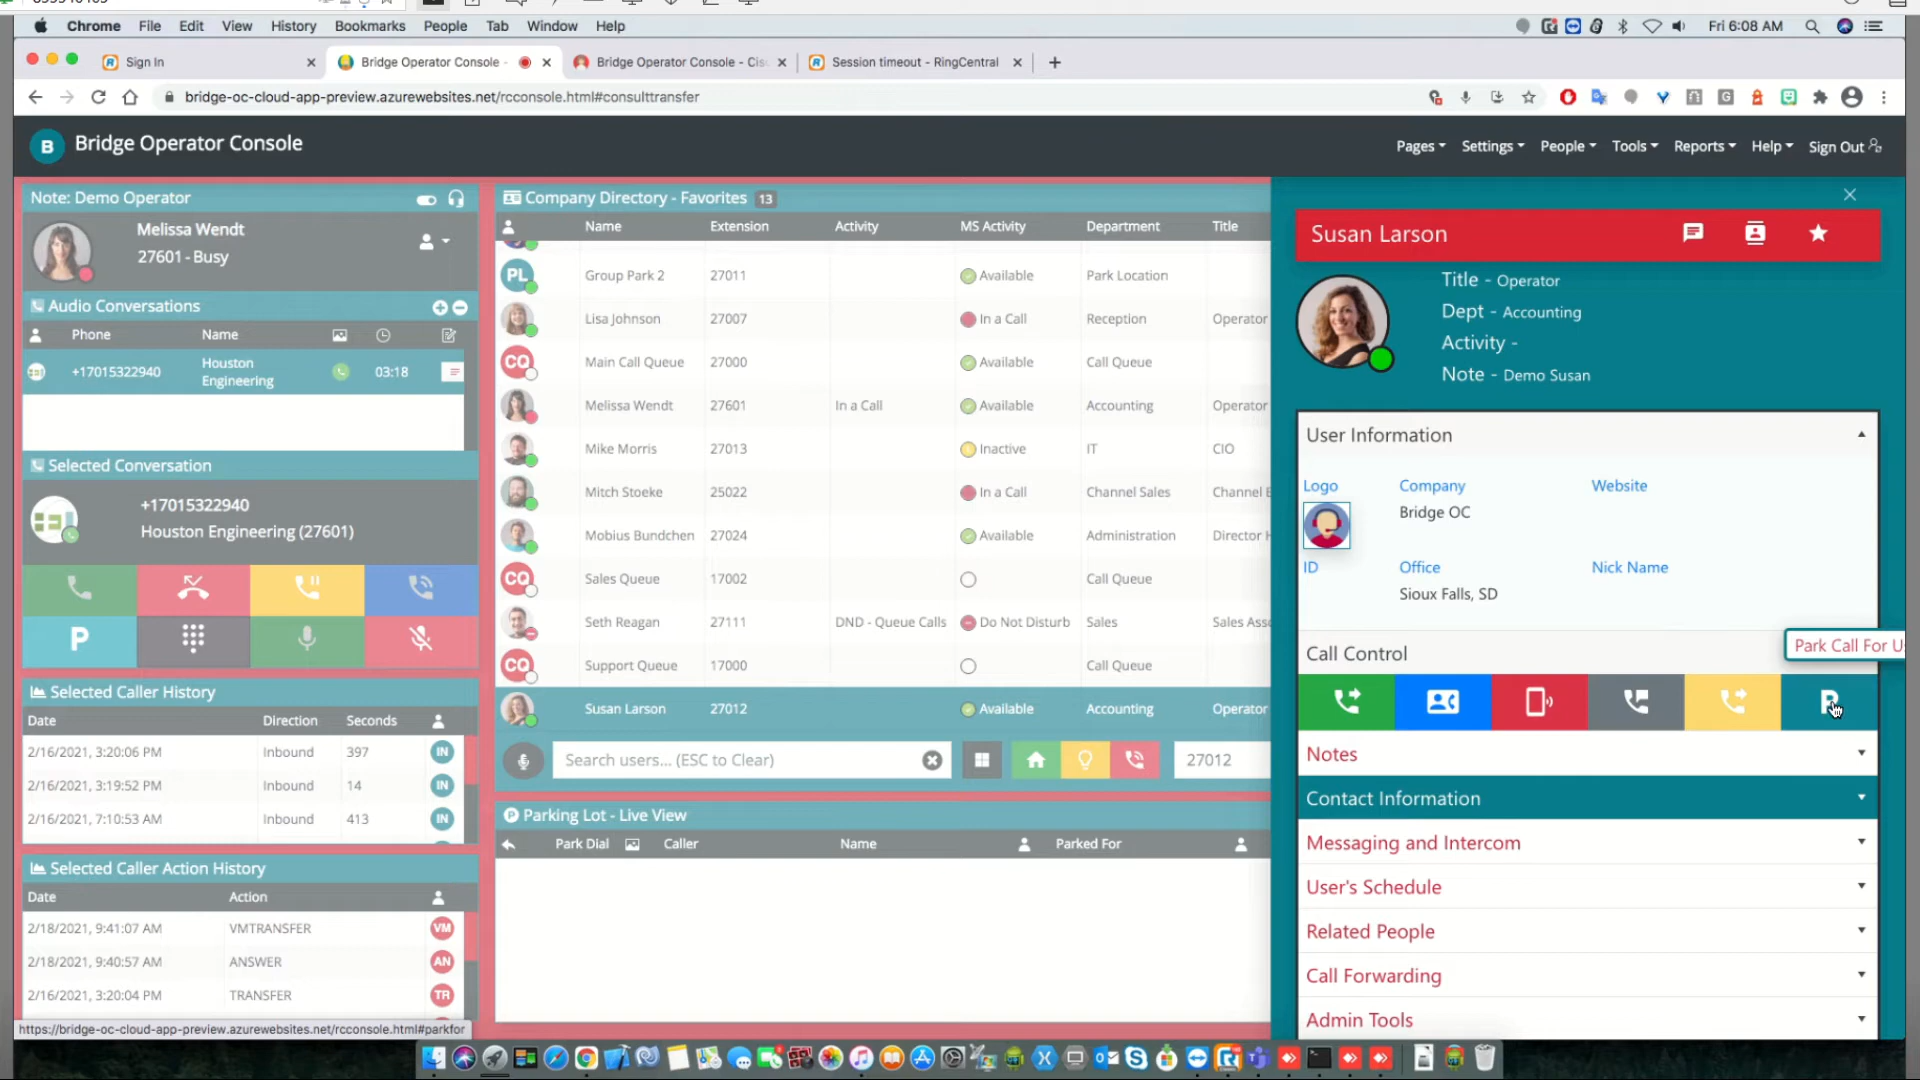 Chrome File Edit View History Bookmarks People Tab Window Help Fri 6:08 AM
Sign In
Bridge Operator Console -
Bridge Operator Console - Cis
Session timeout - RingCentral
bridge-oc-cloud-app-preview.azurewebsites.net/rcconsole.html#consulttransfer
B Bridge Operator Console
Pages Settings People Tools Reports Help Sign Out
Note: Demo Operator
Melissa Wendt
27601 - Busy
Audio Conversations
Phone Name
+17015322940 Houston Engineering 03:18
Selected Conversation
+17015322940
Houston Engineering (27601)
P
Selected Caller History
Date Direction Seconds
2/16/2021, 3:20:06 PM Inbound 397 IN
2/16/2021, 3:19:52 PM Inbound 14 IN
2/16/2021, 7:10:53 AM Inbound 413 IN
Selected Caller Action History
Date Action
2/18/2021, 9:41:07 AM VMTRANSFER VM
2/18/2021, 9:40:57 AM ANSWER AN
2/16/2021, 3:20:04 PM TRANSFER TR
https://bridge-oc-cloud-app-preview.azurewebsites.net/rcconsole.html#parkfor
Company Directory - Favorites 13
Name Extension Activity MS Activity Department Title
PL Group Park 2 27011 Available Park Location
Lisa Johnson 27007 In a Call Reception Operator
CQ Main Call Queue 27000 Available Call Queue
Melissa Wendt 27601 In a Call Available Accounting Operator
Mike Morris 27013 Inactive IT CIO
Mitch Stoeke 25022 In a Call Channel Sales Channel E
Mobius Bundchen 27024 Available Administration Director H
CQ Sales Queue 17002 Call Queue
Seth Reagan 27111 DND - Queue Calls Do Not Disturb Sales Sales Asso
CQ Support Queue 17000 Call Queue
Susan Larson 27012 Available Accounting Operator
Search users... (ESC to Clear) 27012
Parking Lot - Live View
Park Dial Caller Name Parked For
Susan Larson
Title - Operator
Dept - Accounting
Activity -
Note - Demo Susan
User Information
Logo Company Website
Bridge OC
ID Office Nick Name
Sioux Falls, SD
Park Call For Us
Call Control
P
Notes
Contact Information
Messaging and Intercom
User's Schedule
Related People
Call Forwarding
Admin Tools